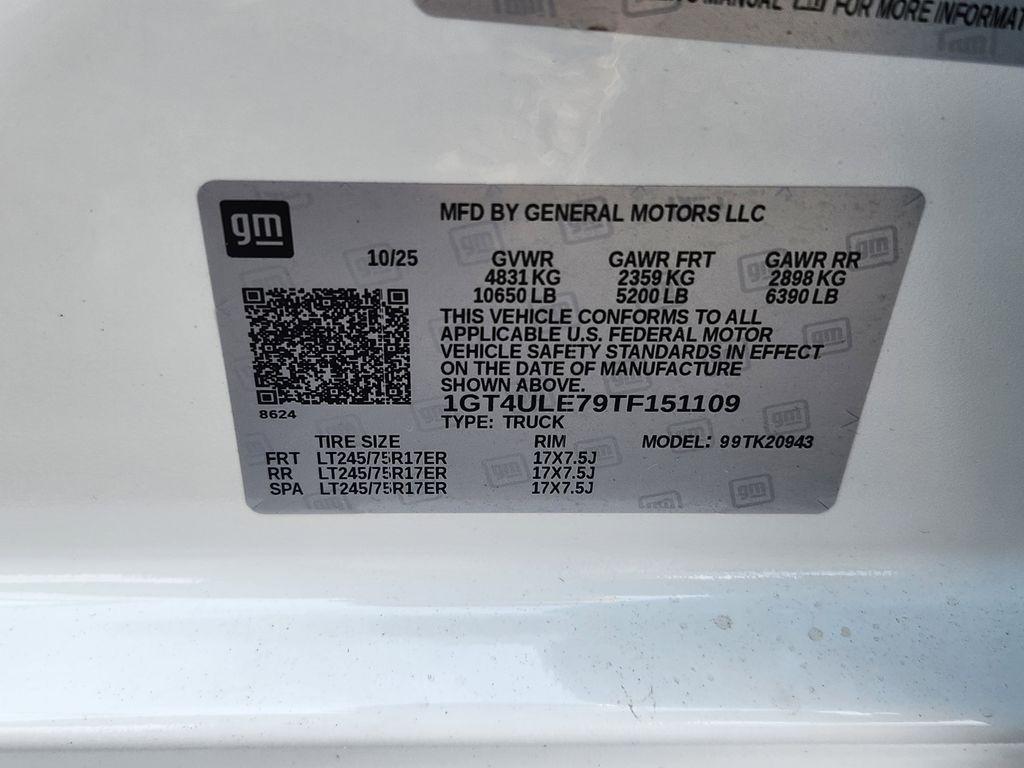 MANUAL FOR MORE INFORMAT
gm
MFD BY GENERAL MOTORS LLC
10/25 GVWR GAWR FRT GAWR RR
4831 KG 2359 KG 2898 KG
10650 LB 5200 LB 6390 LB
THIS VEHICLE CONFORMS TO ALL
APPLICABLE U.S. FEDERAL MOTOR
VEHICLE SAFETY STANDARDS IN EFFECT
ON THE DATE OF MANUFACTURE
SHOWN ABOVE.
8624
1GT4ULE79TF151109
TYPE: TRUCK
TIRE SIZE RIM MODEL: 99TK20943
FRT LT245/75R17ER 17X7.5J
RR LT245/75R17ER 17X7.5J
SPA LT245/75R17ER 17X7.5J